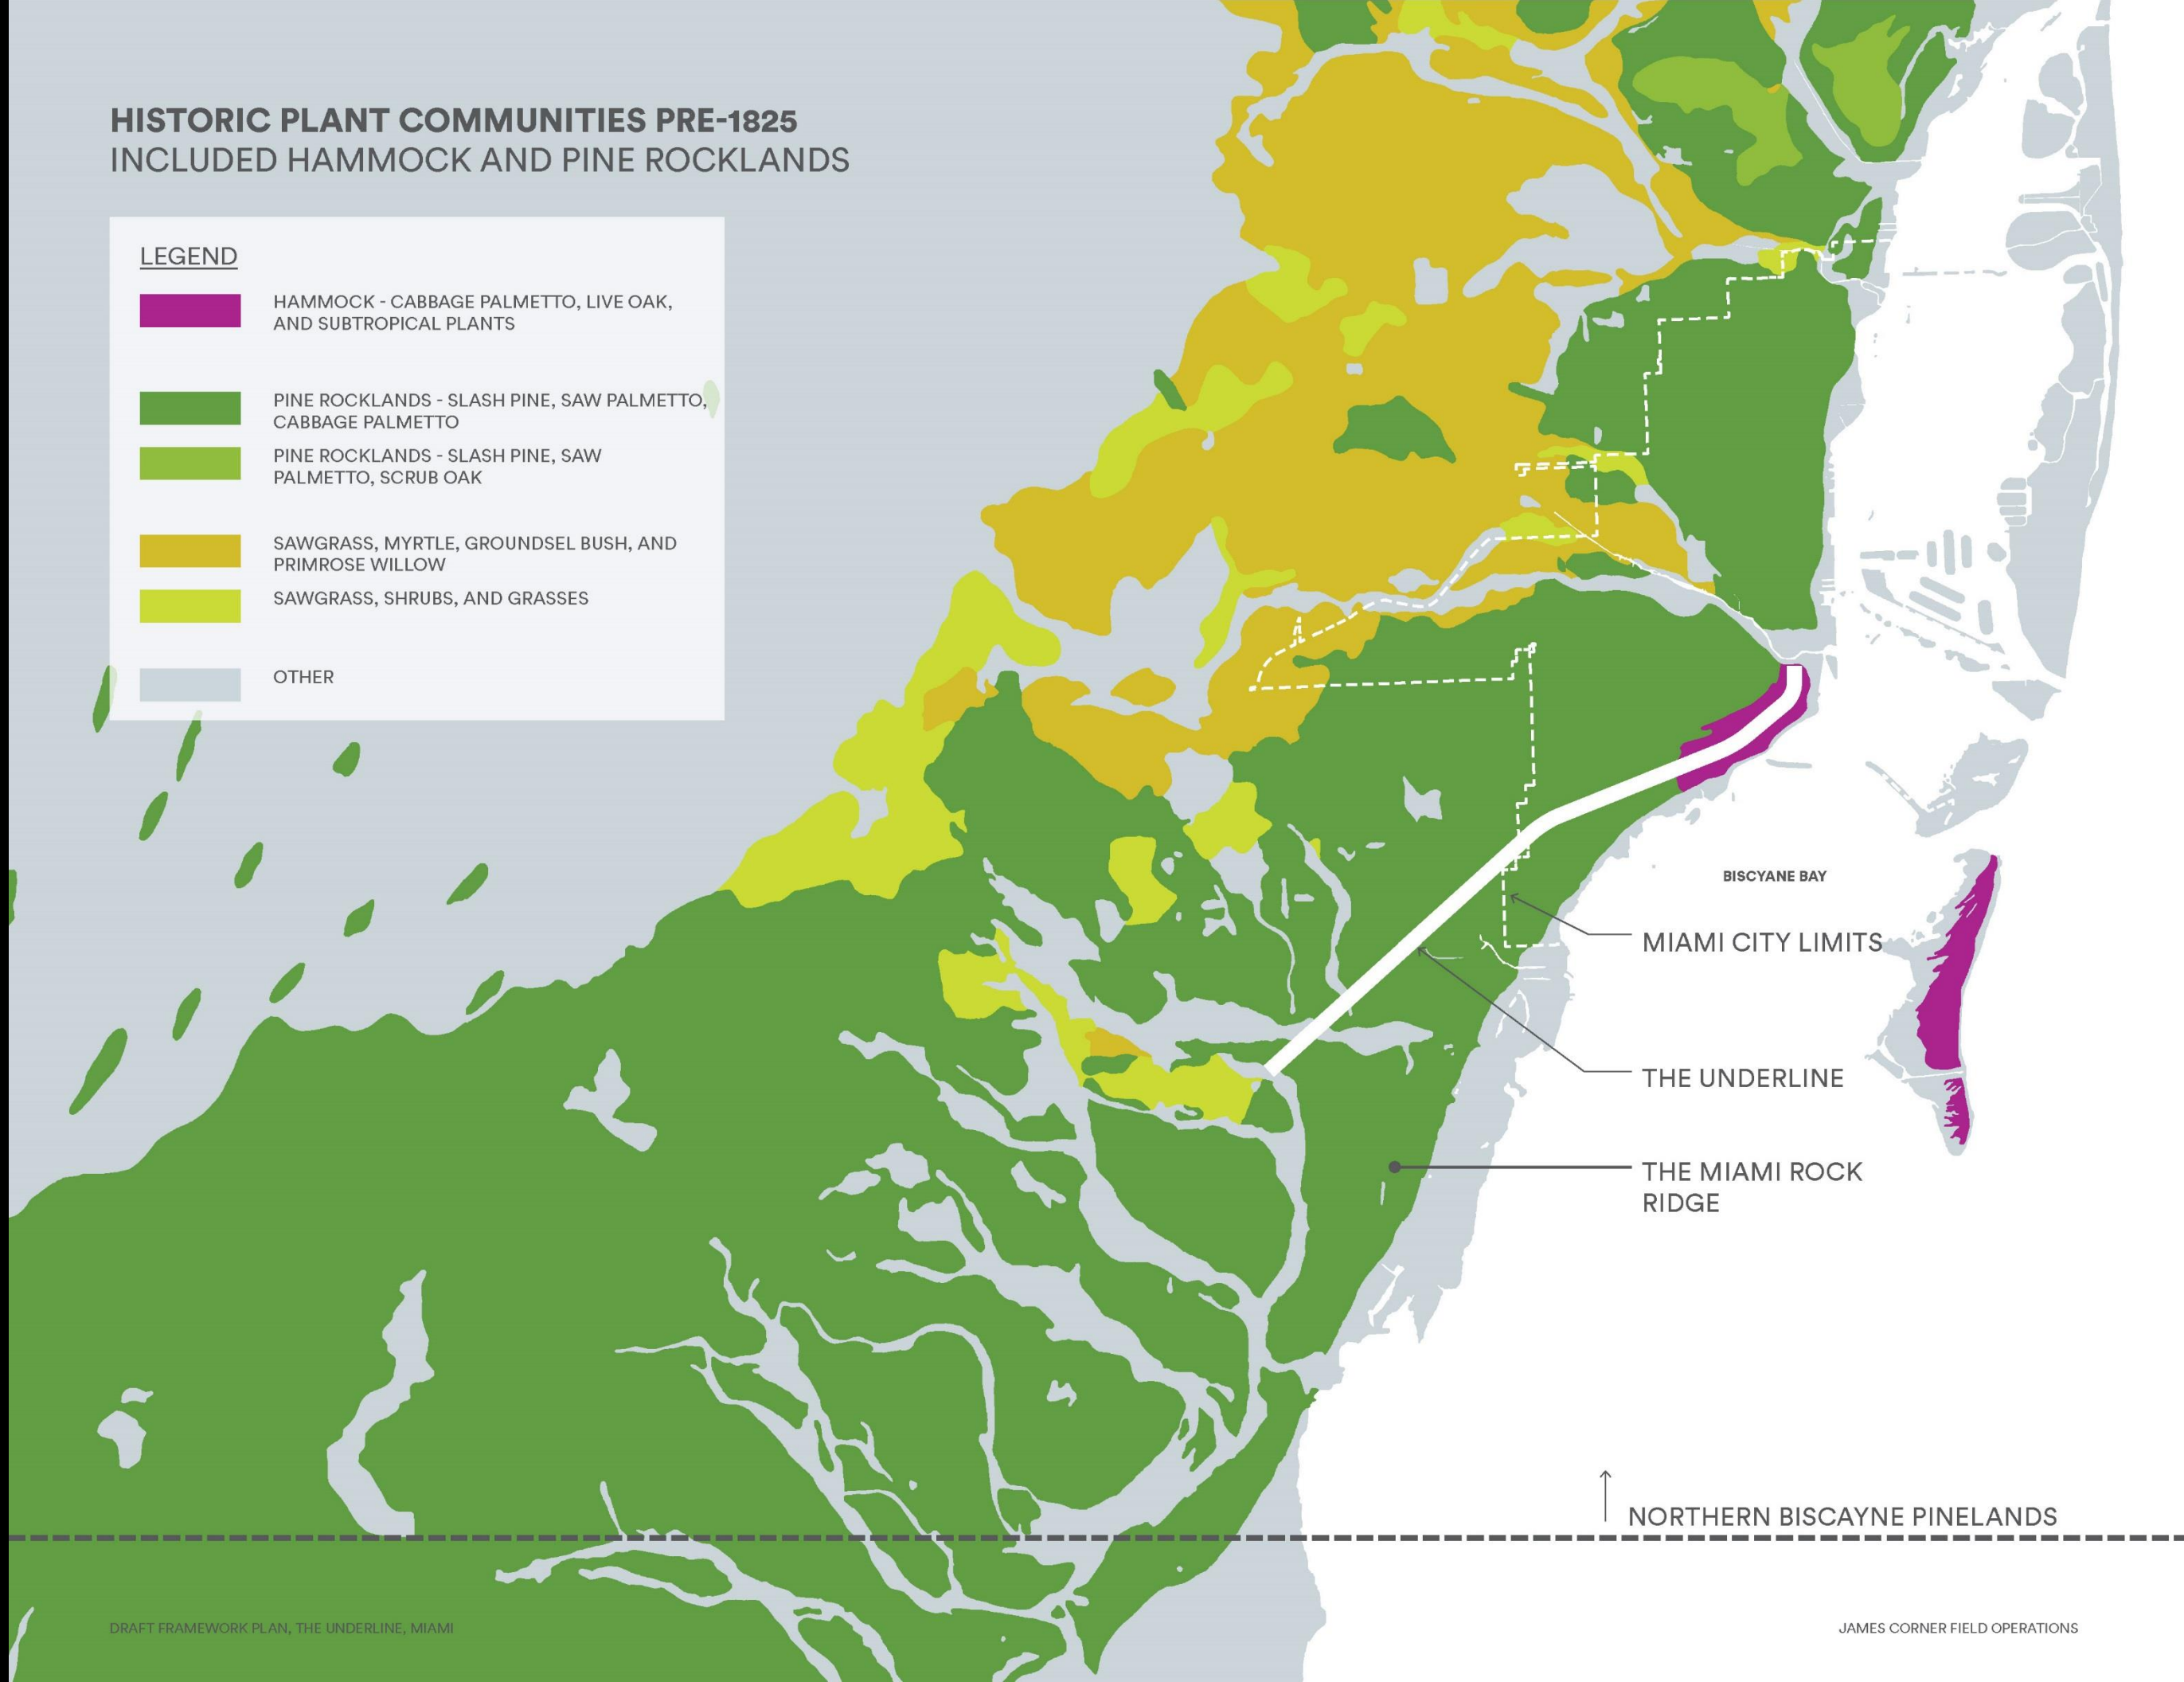 HISTORIC PLANT COMMUNITIES PRE-1825
INCLUDED HAMMOCK AND PINE ROCKLANDS
LEGEND
HAMMOCK - CABBAGE PALMETTO, LIVE OAK,
AND SUBTROPICAL PLANTS
PINE ROCKLANDS - SLASH PINE, SAW PALMETTO,
CABBAGE PALMETTO
PINE ROCKLANDS - SLASH PINE, SAW
PALMETTO, SCRUB OAK
SAWGRASS, MYRTLE, GROUNDSEL BUSH, AND
PRIMROSE WILLOW
SAWGRASS, SHRUBS, AND GRASSES
OTHER
BISCYANE BAY
MIAMI CITY LIMITS
THE UNDERLINE
THE MIAMI ROCK
RIDGE
NORTHERN BISCAYNE PINELANDS
DRAFT FRAMEWORK PLAN, THE UNDERLINE, MIAMI
JAMES CORNER FIELD OPERATIONS